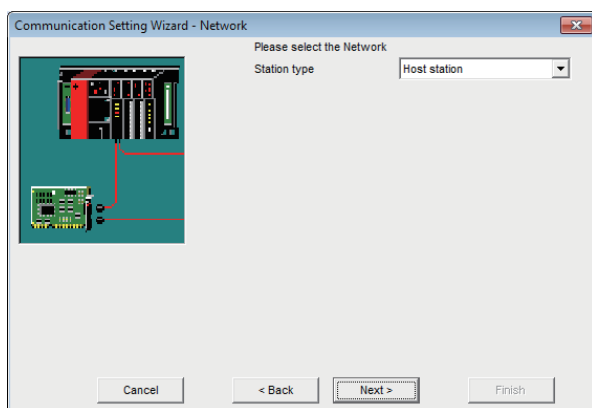 Communication Setting Wizard - Network
Please select the Network
Station type Host station
Cancel < Back Next > Finish